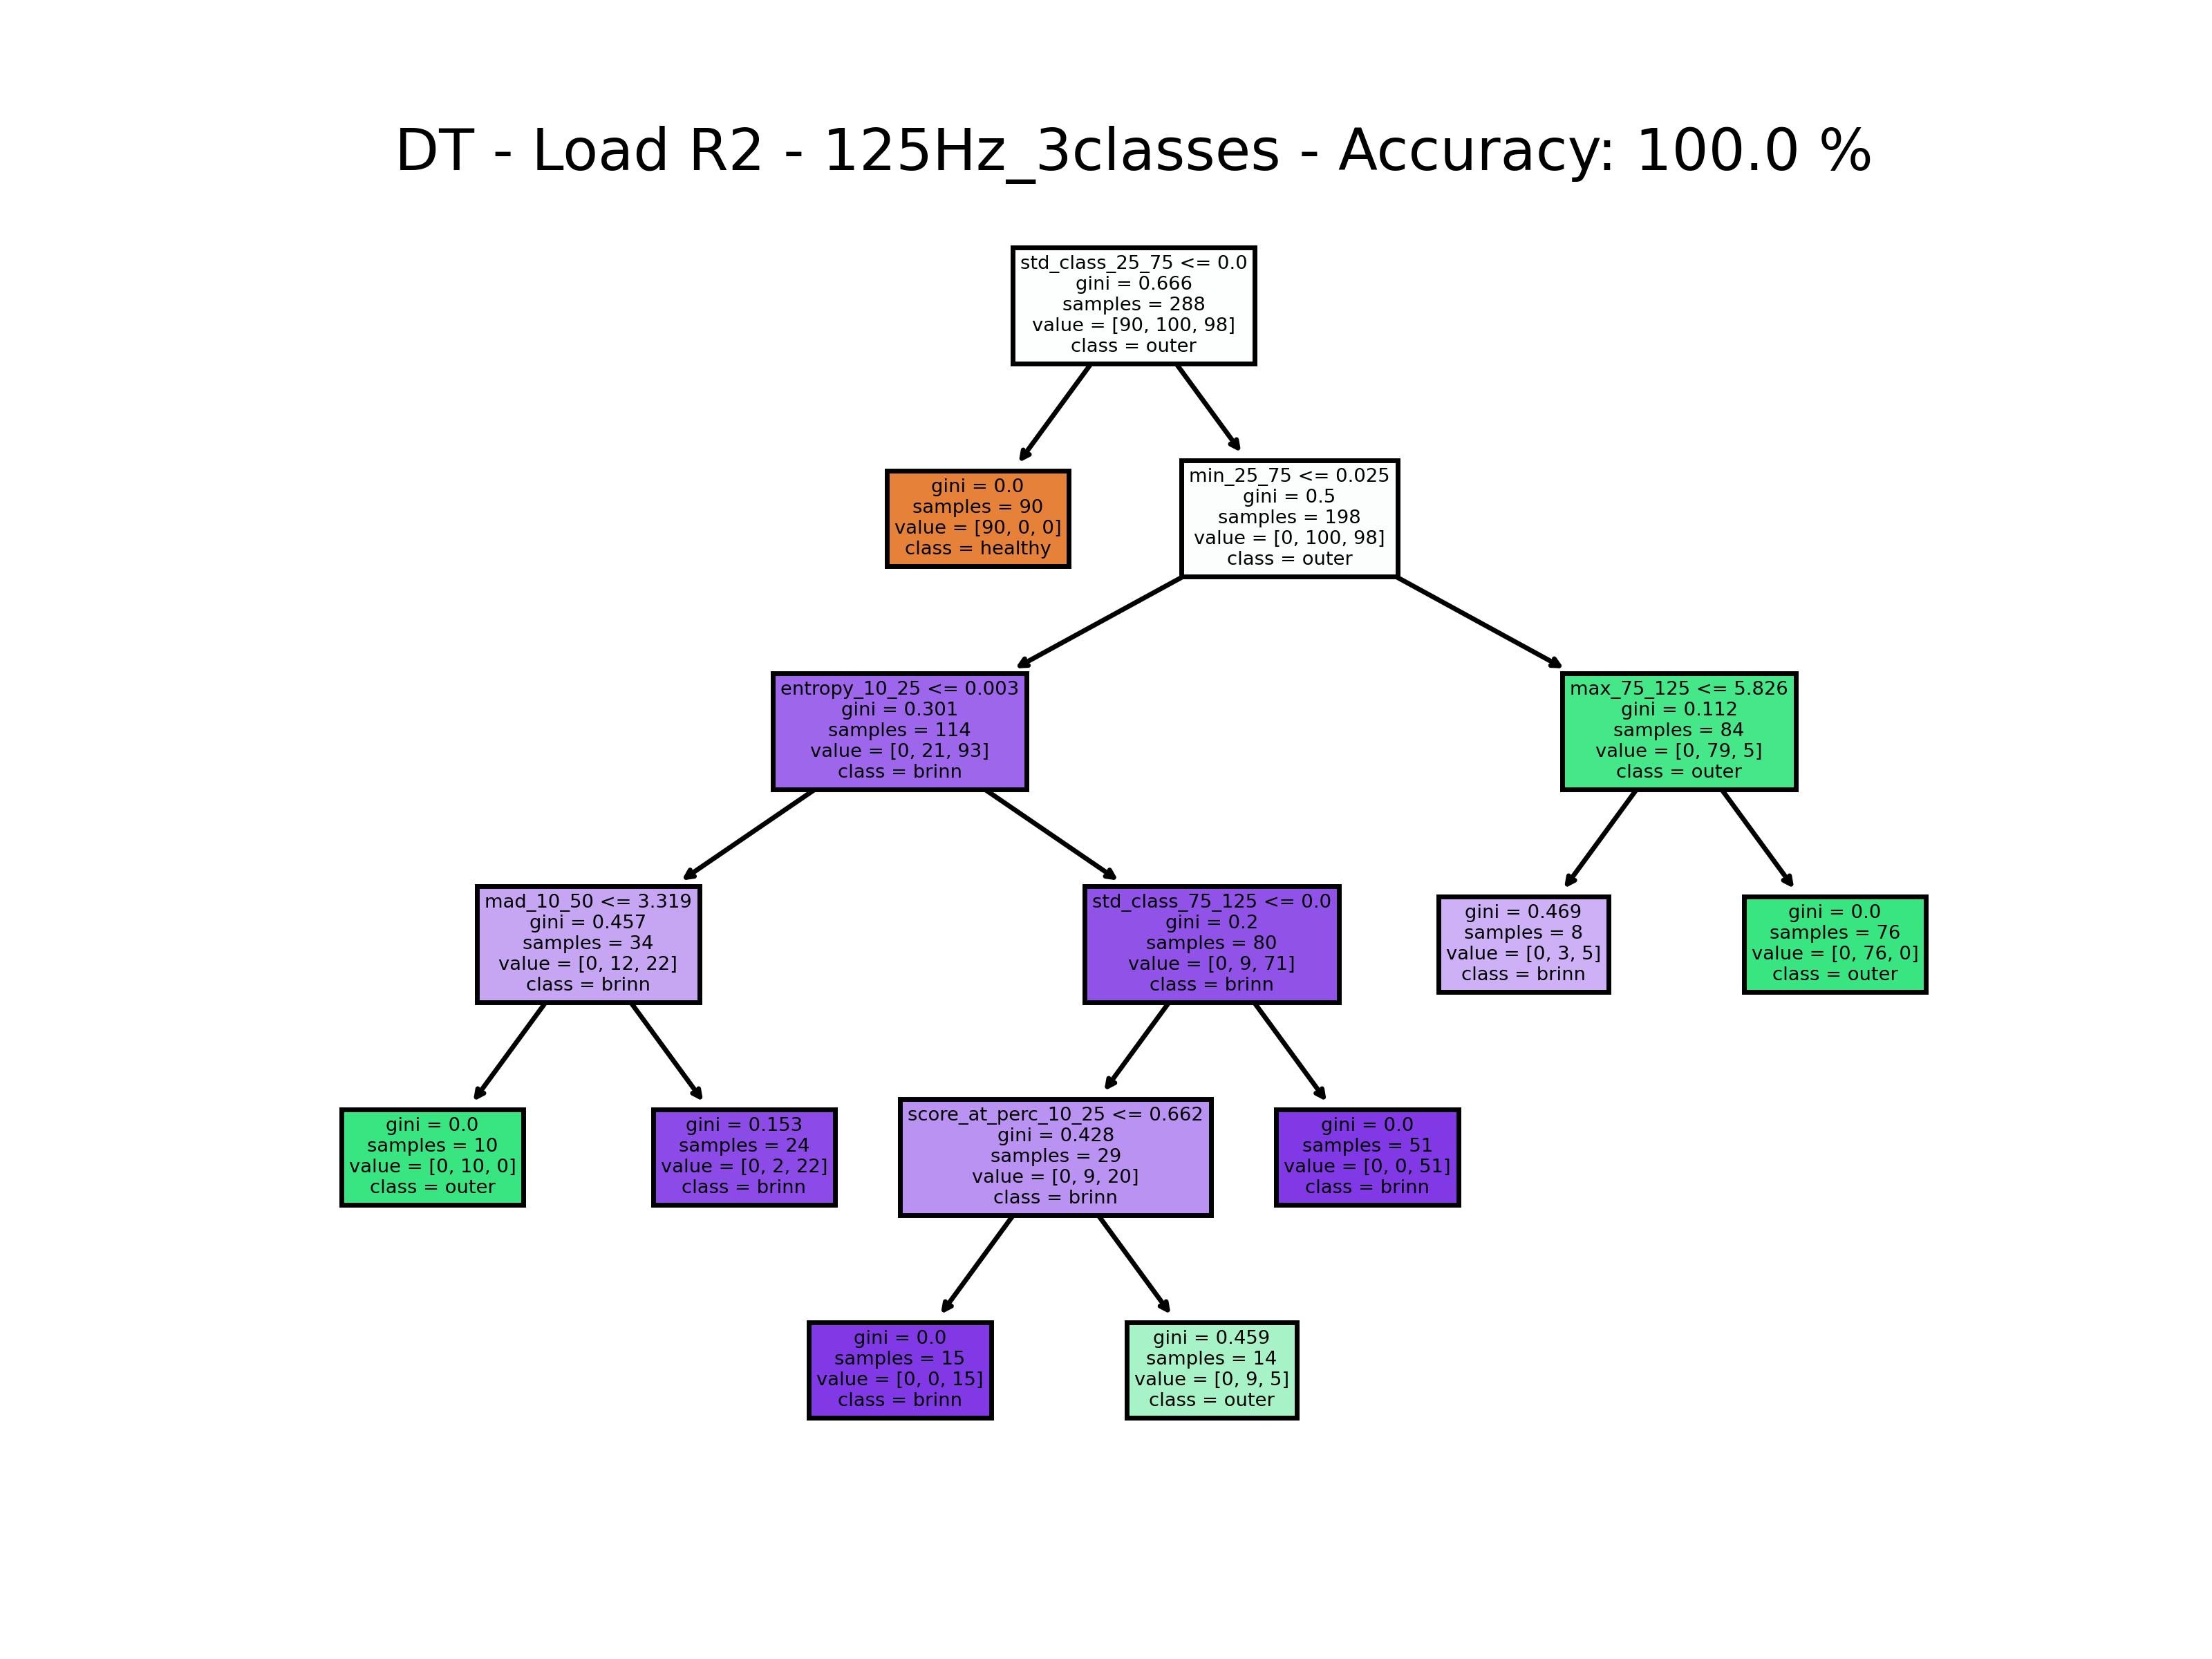 DT - Load R2 - 125Hz_3classes - Accuracy: 100.0 %
std_class_25_75 <= 0.0
gini = 0.666
samples = 288
value = [90, 100, 98]
class = outer
gini = 0.0
samples = 90
value = [90, 0, 0]
class = healthy
min_25_75 <= 0.025
gini = 0.5
samples = 198
value = [0, 100, 98]
class = outer
entropy_10_25 <= 0.003
gini = 0.301
samples = 114
value = [0, 21, 93]
class = brinn
max_75_125 <= 5.826
gini = 0.112
samples = 84
value = [0, 79, 5]
class = outer
mad_10_50 <= 3.319
gini = 0.457
samples = 34
value = [0, 12, 22]
class = brinn
std_class_75_125 <= 0.0
gini = 0.2
samples = 80
value = [0, 9, 71]
class = brinn
gini = 0.469
samples = 8
value = [0, 3, 5]
class = brinn
gini = 0.0
samples = 76
value = [0, 76, 0]
class = outer
gini = 0.0
samples = 10
value = [0, 10, 0]
class = outer
gini = 0.153
samples = 24
value = [0, 2, 22]
class = brinn
score_at_perc_10_25 <= 0.662
gini = 0.428
samples = 29
value = [0, 9, 20]
class = brinn
gini = 0.0
samples = 51
value = [0, 0, 51]
class = brinn
gini = 0.0
samples = 15
value = [0, 0, 15]
class = brinn
gini = 0.459
samples = 14
value = [0, 9, 5]
class = outer